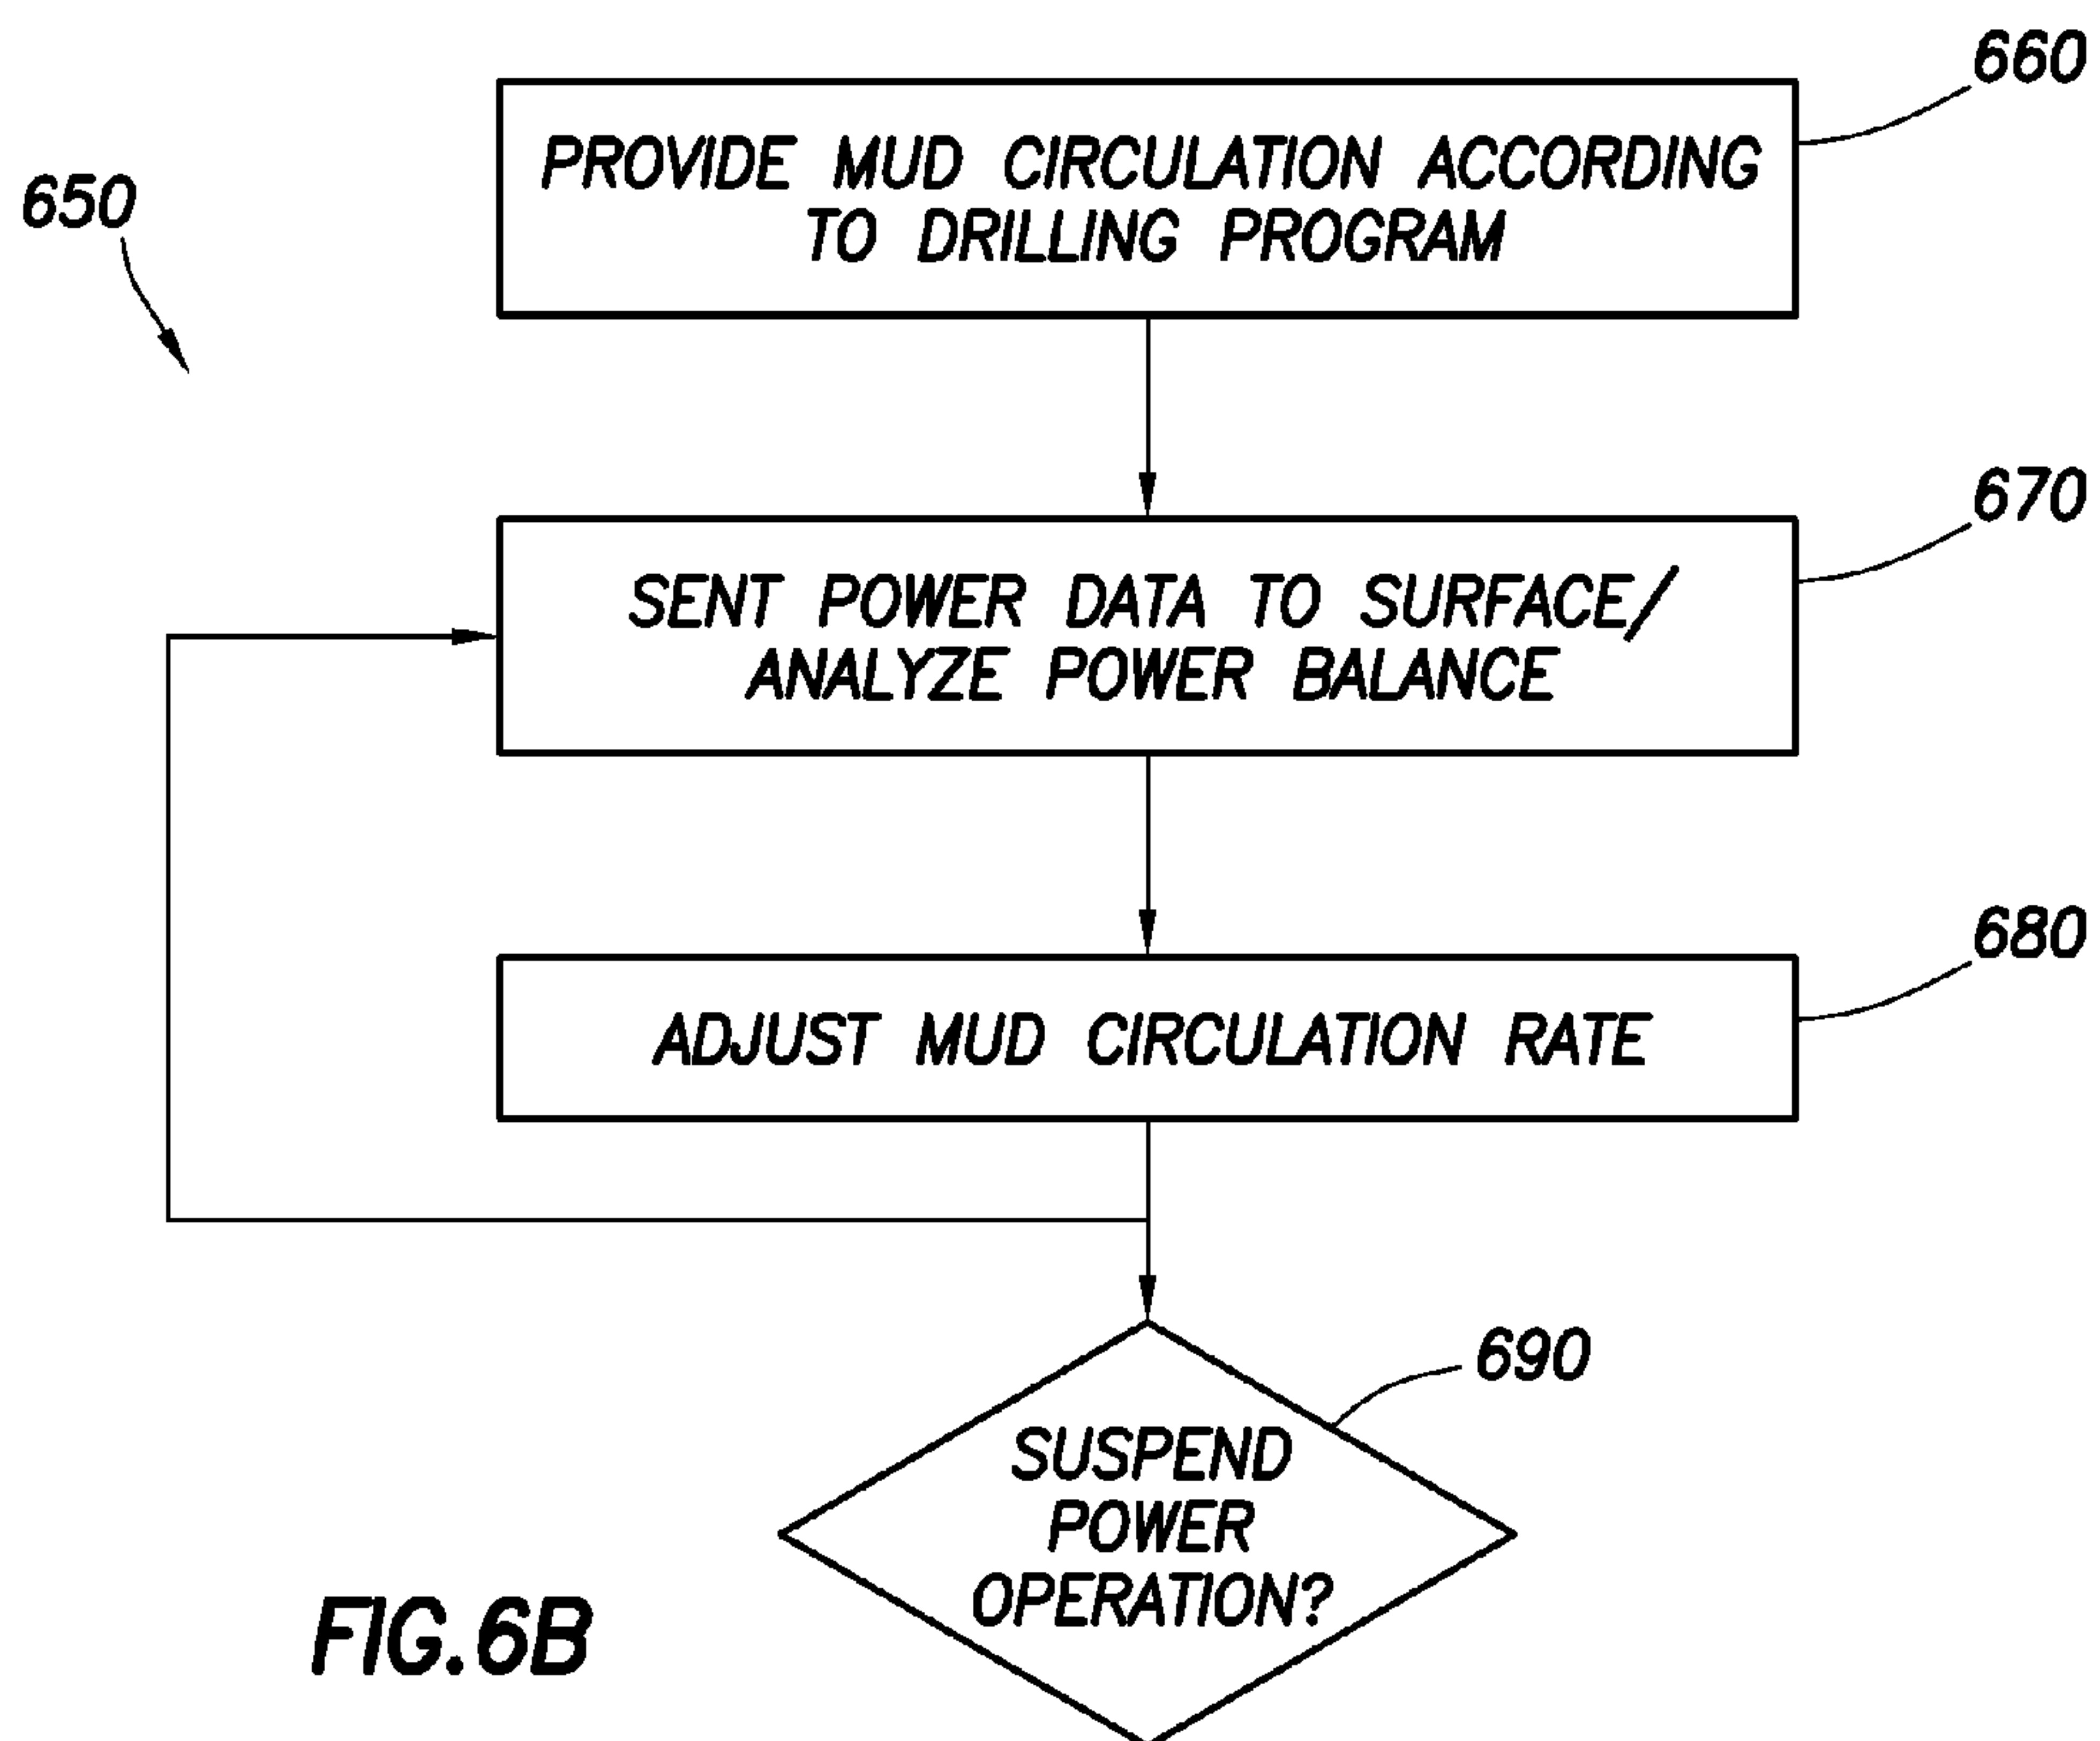 660
PROVIDE MUD CIRCULATION ACCORDING
TO DRILLING PROGRAM
650
670
SENT POWER DATA TO SURFACE/
ANALYZE POWER BALANCE
680
ADJUST MUD CIRCULATION RATE
690
SUSPEND
POWER
OPERATION?
FIG.6B